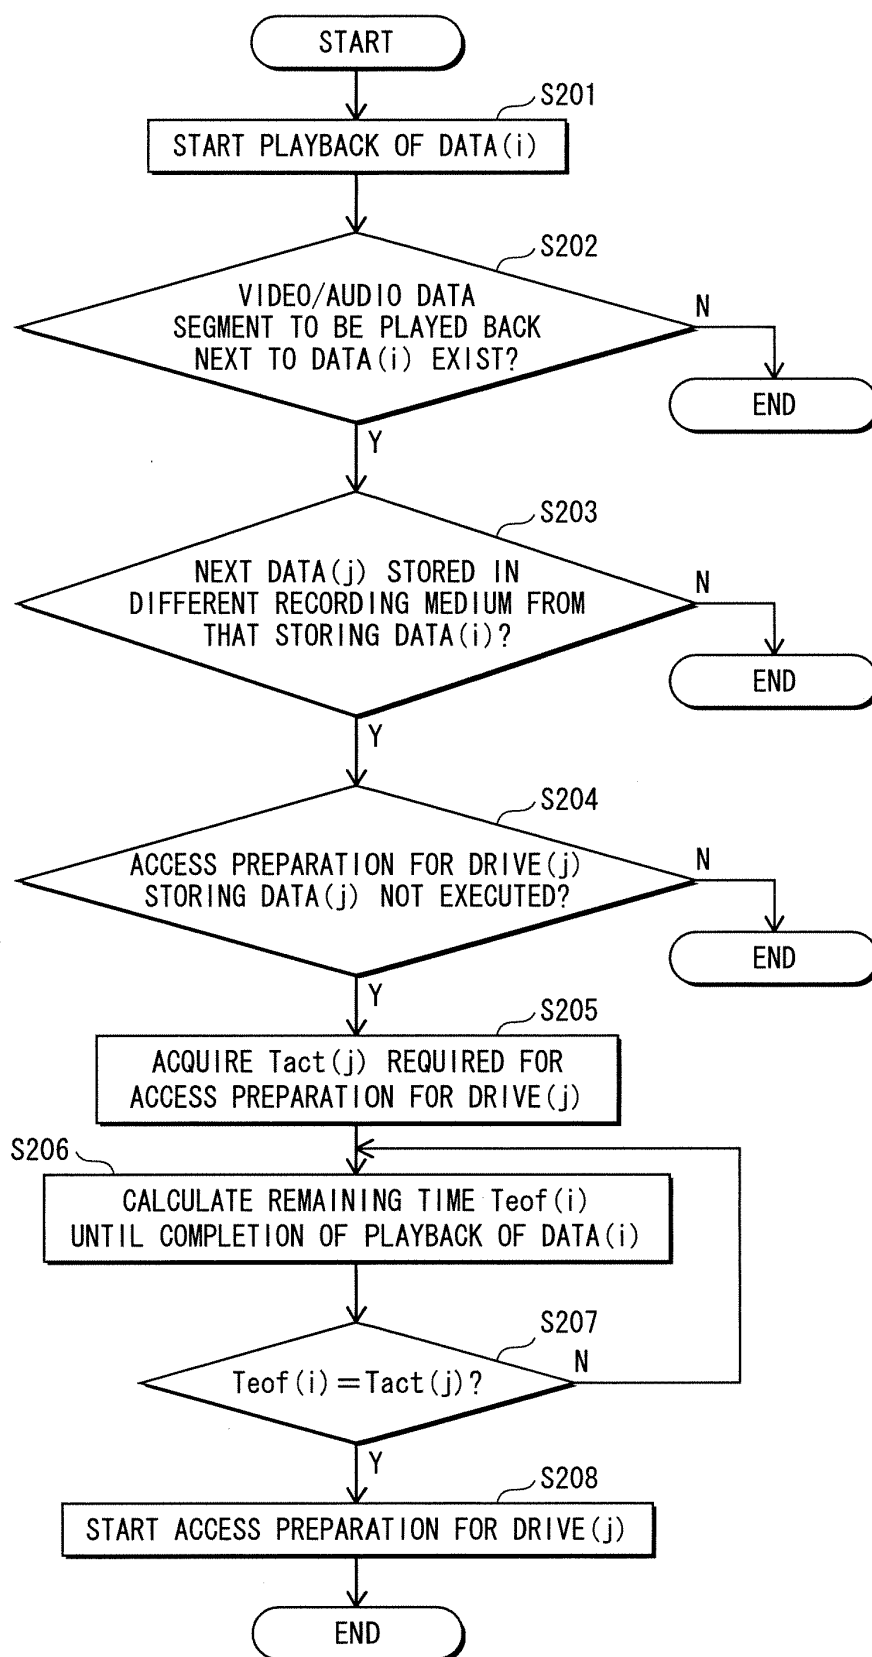 START
S201
START PLAYBACK OF DATA(i)
S202
VIDEO/AUDIO DATA
SEGMENT TO BE PLAYED BACK
NEXT TO DATA(i) EXIST?
N
END
Y
S203
NEXT DATA(j) STORED IN
DIFFERENT RECORDING MEDIUM FROM
THAT STORING DATA(i)?
N
END
Y
S204
ACCESS PREPARATION FOR DRIVE(j)
STORING DATA(j) NOT EXECUTED?
N
END
Y
S205
ACQUIRE Tact(j) REQUIRED FOR
ACCESS PREPARATION FOR DRIVE(j)
S206
CALCULATE REMAINING TIME Teof(i)
UNTIL COMPLETION OF PLAYBACK OF DATA(i)
S207
Teof(i)=Tact(j)?
N
Y
S208
START ACCESS PREPARATION FOR DRIVE(j)
END